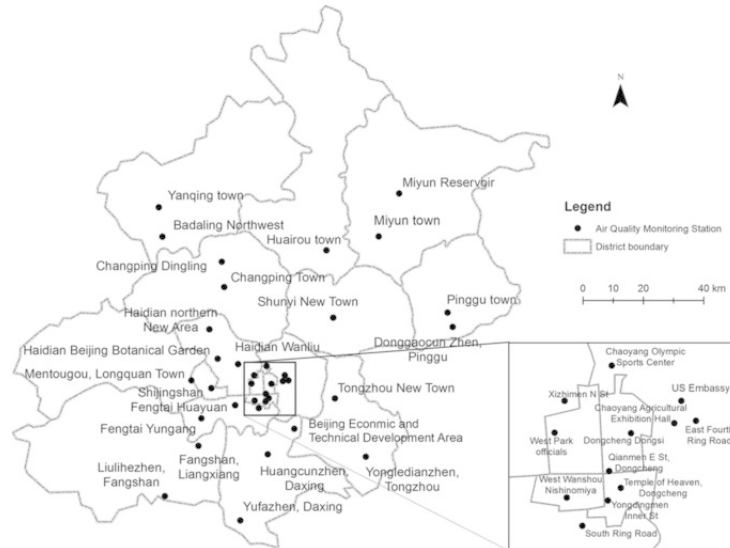 N
Miyun Reservoir
Yanqing town
Legend
Badaling Northwest
Miyun town
Air Quality Monitoring Station
Huairou town
District boundary
Changping Dingling
Changping Town
Shunyi New Town
Pinggu town
0 10 20 40 km
Haidian northern
New Area
Haidian Wanliu
Donggaocun Zhen,
Pinggu
Haidian Beijing Botanical Garden
Mentougou, Longquan Town
Shijingshan
Tongzhou New Town
Fengtai Huayuan
Fengtai Yungang
Beijing Econmic and
Technical Development Area
Fangshan,
Liangxiang
Liulihezhen,
Fangshan
Huangcunzhen,
Daxing
Yongledianzhen,
Tongzhou
Yufazhen, Daxing
Chaoyang Olympic
Sports Center
Xizhimen N St
US Embassy
Chaoyang Agricultural
Exhibition Hall
East Fourth
Ring Road
West Park
officials
Dongcheng Dongsi
Qianmen E St,
Dongcheng
West Wanshou
Nishinomiya
Temple of Heaven,
Dongcheng
Yongdingmen
Inner St
South Ring Road